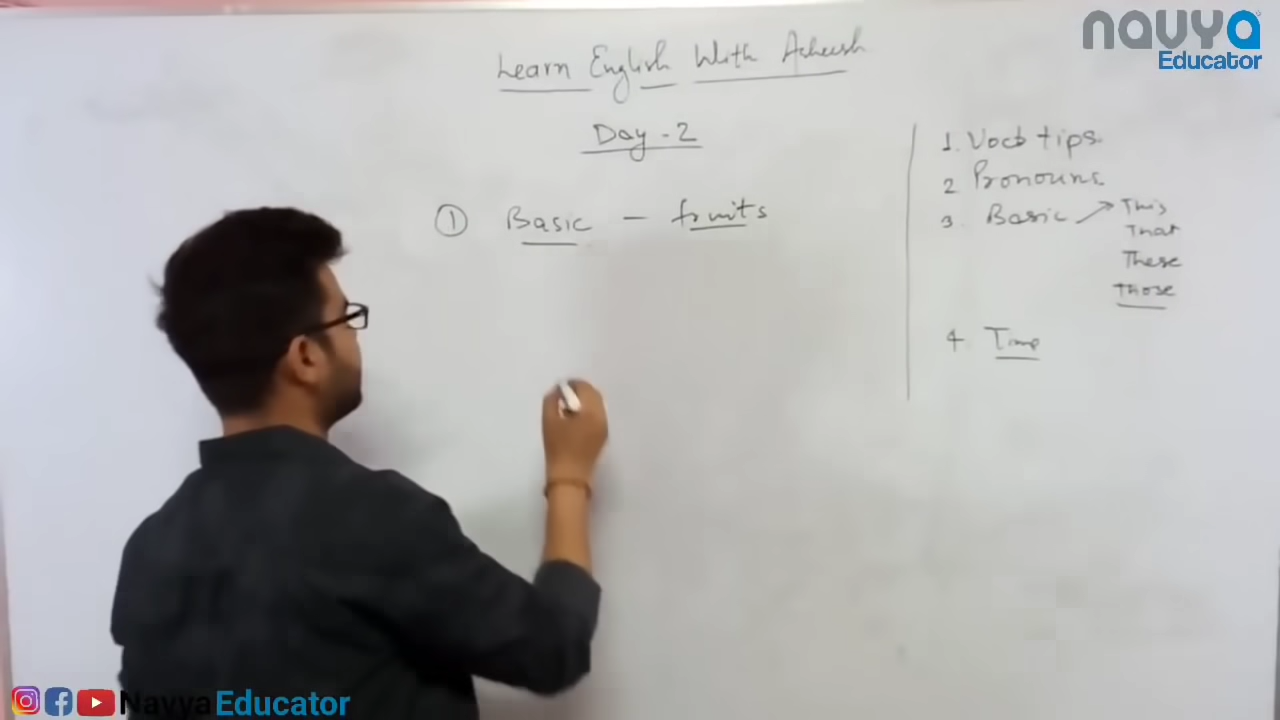 navya
Educator
Learn English With Asheesh
Day - 2
① Basic - fruits
1. Vocb tips.
2 Pronouns.
3. Basic → This
That
These
Those
4 Time
Navya Educator